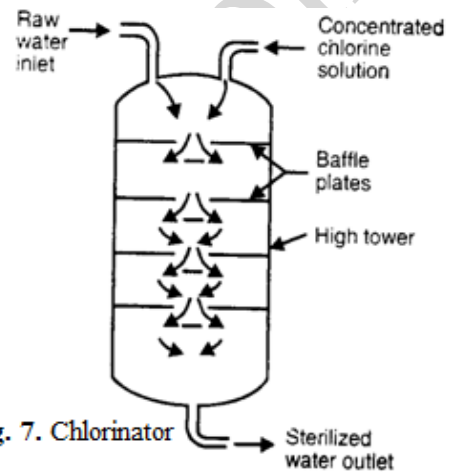 Raw
water
inlet
Concentrated
chlorine
solution
Baffle
plates
High tower
g. 7. Chlorinator
Sterilized
water outlet